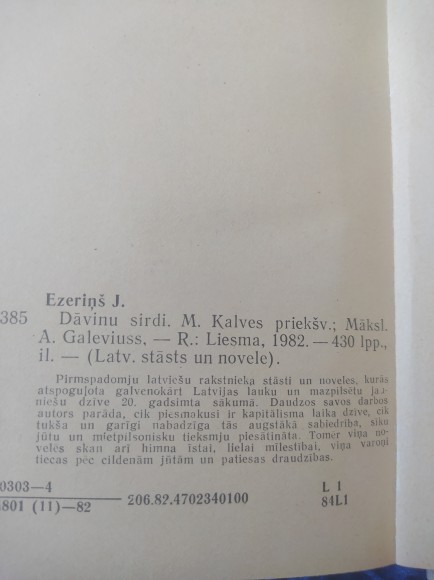 Ezeriņš J.
385 Dāvinu sirdi. M. Kalves priekšv.; Māksl.
A. Galeviuss, — R.: Liesma, 1982. — 430 lpp.,
il. — (Latv. stāsts un novele).
Pirmspadomju latviešu rakstnieka stāsti un noveles, kurās
atspoguļota galvenokārt Latvijas lauku un mazpilsētu jau-
niešu dzīve 20. gadsimta sākumā. Daudzos savos darbos
autors parāda, cik piesmakusi ir kapitālisma laika dzīve, cik
tukša un garīgi nabadzīga tās augstākā sabiedrība, sīku
jūtu un mietpilsonisku tieksmju piesātināta. Tomēr viņa no-
velēs skan arī himna īstai, lielai mīlestībai, viņa varoņi
tiecas pēc cildenām jūtām un patiesas draudzības.
0303—4
801 (11)—82
206.82.4702340100
L 1
84L1